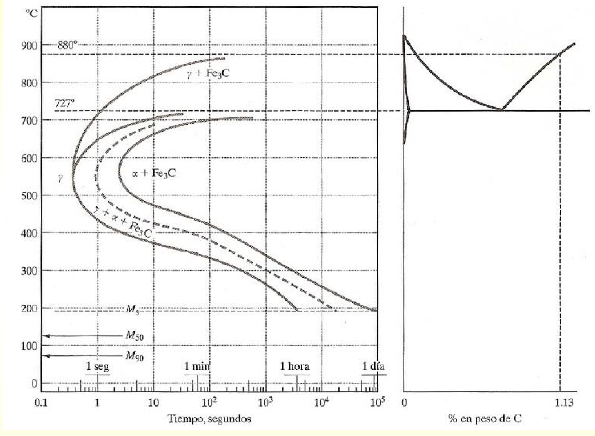 °C
900
880°
γ + Fe₃C
800
727°
700
600
γ
α + Fe₃C
500
γ + α + Fe₃C
400
300
200
Mₛ
M₅₀
100
M₉₀
1 seg
1 min
1 hora
1 día
0
0.1
1
10
10²
10³
10⁴
10⁵
Tiempo, segundos
0
1.13
% en peso de C